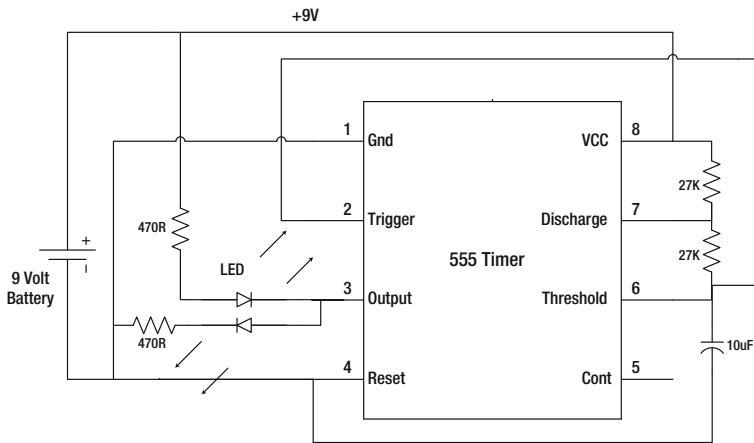 +9V
1
Gnd
VCC
8
27K
470R
2
Trigger
Discharge
7
555 Timer
27K
LED
+
−
9 Volt
Battery
3
Output
Threshold
6
470R
10uF
4
Reset
Cont
5